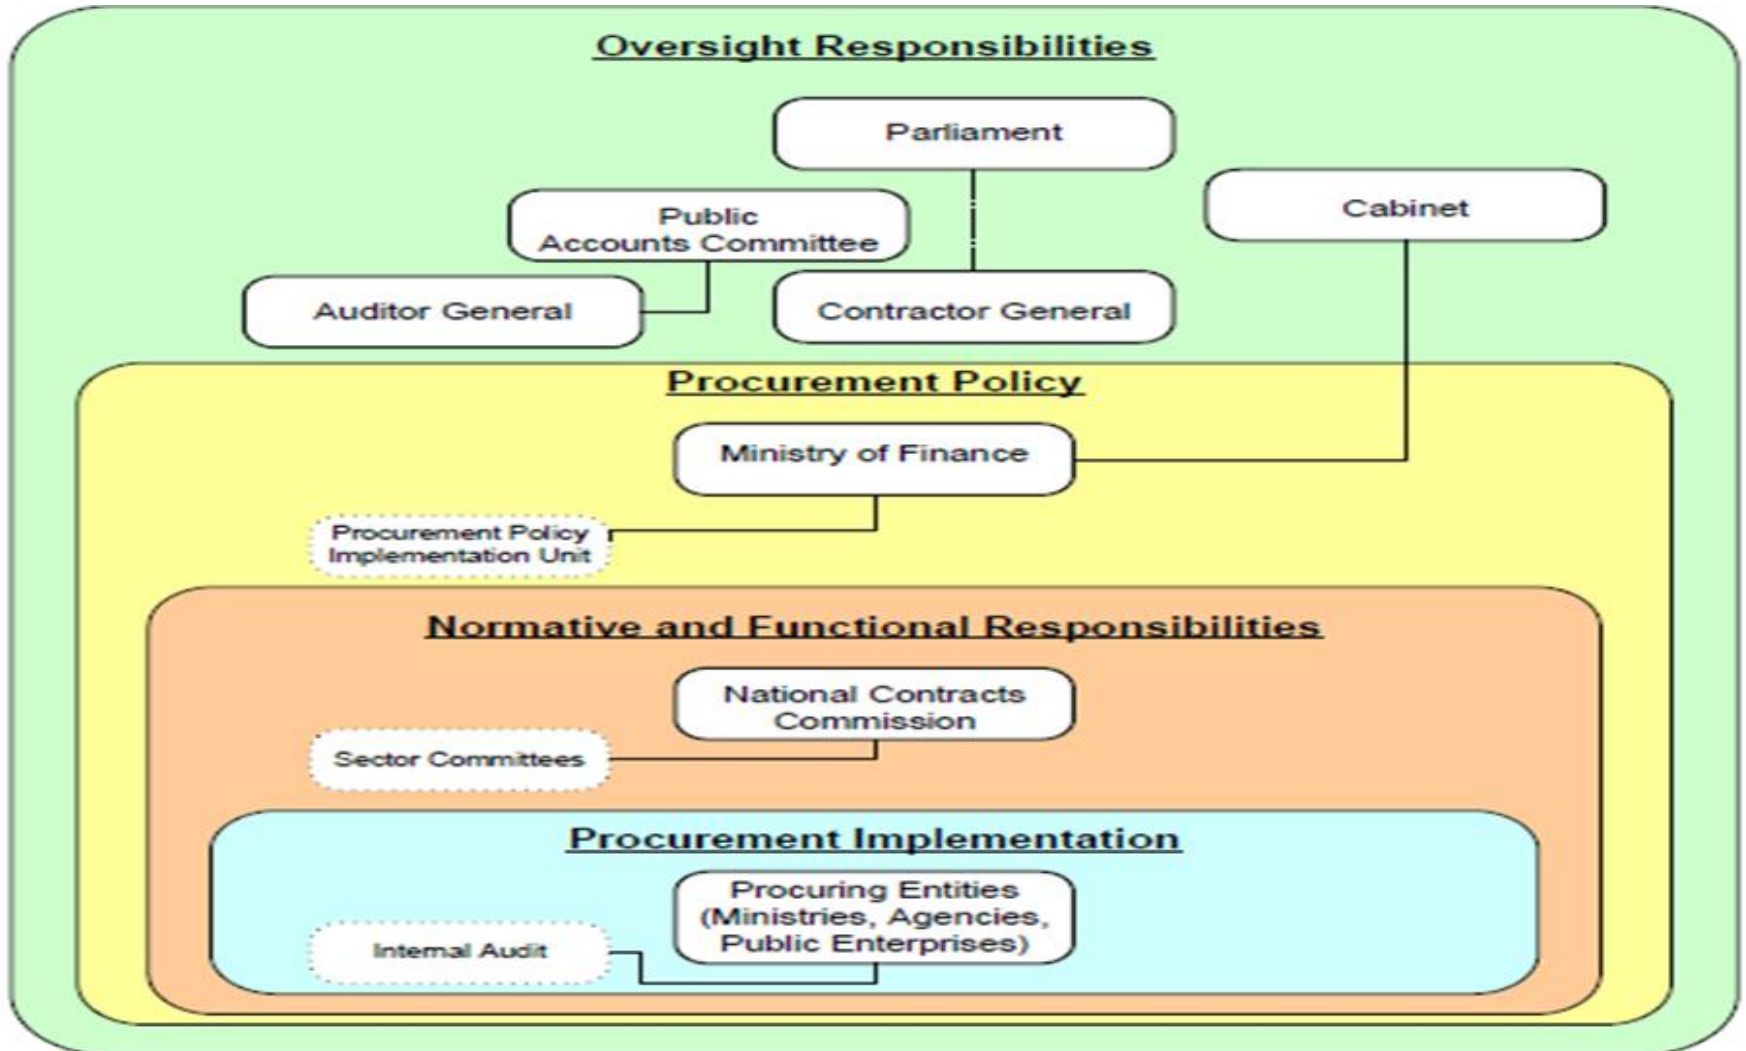 Oversight Responsibilities
Parliament
Cabinet
Public
Accounts Committee
Auditor General
Contractor General
Procurement Policy
Ministry of Finance
Procurement Policy
Implementation Unit
Normative and Functional Responsibilities
National Contracts
Commission
Sector Committees
Procurement Implementation
Procuring Entities
(Ministries, Agencies,
Public Enterprises)
Internal Audit